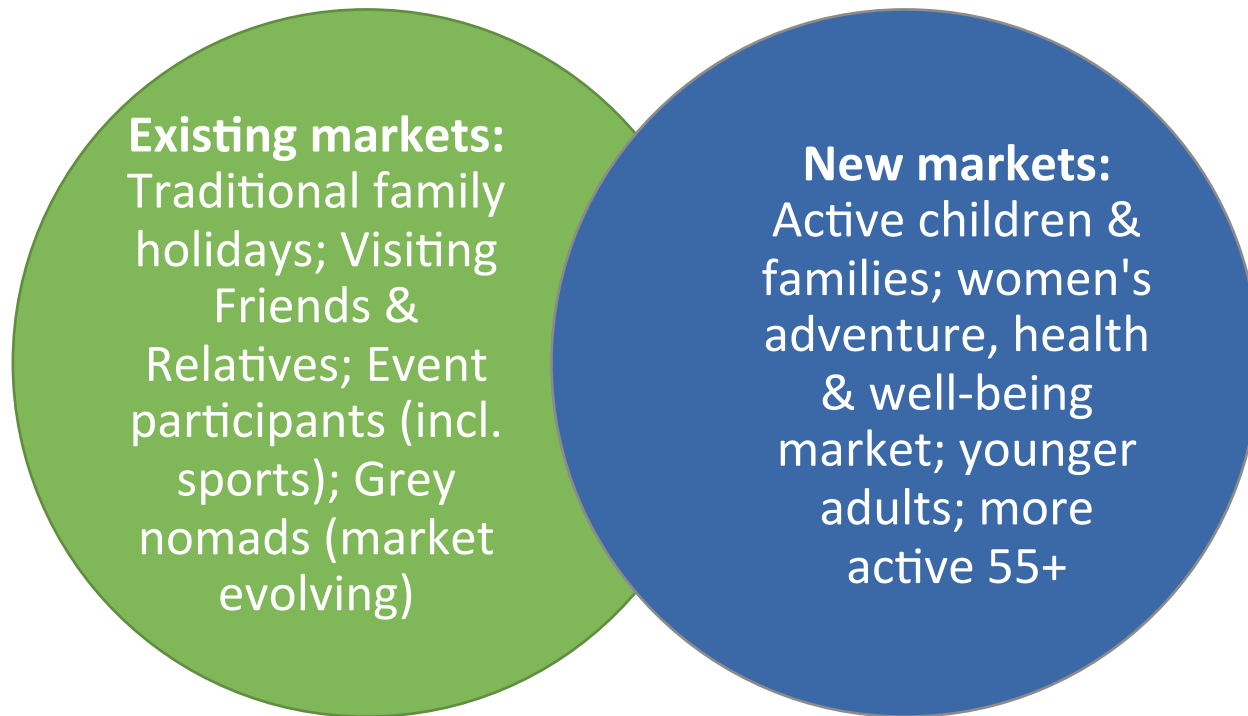 Existing markets:
Traditional family
holidays; Visiting
Friends &
Relatives; Event
participants (incl.
sports); Grey
nomads (market
evolving)
New markets:
Active children &
families; women's
adventure, health
& well-being
market; younger
adults; more
active 55+